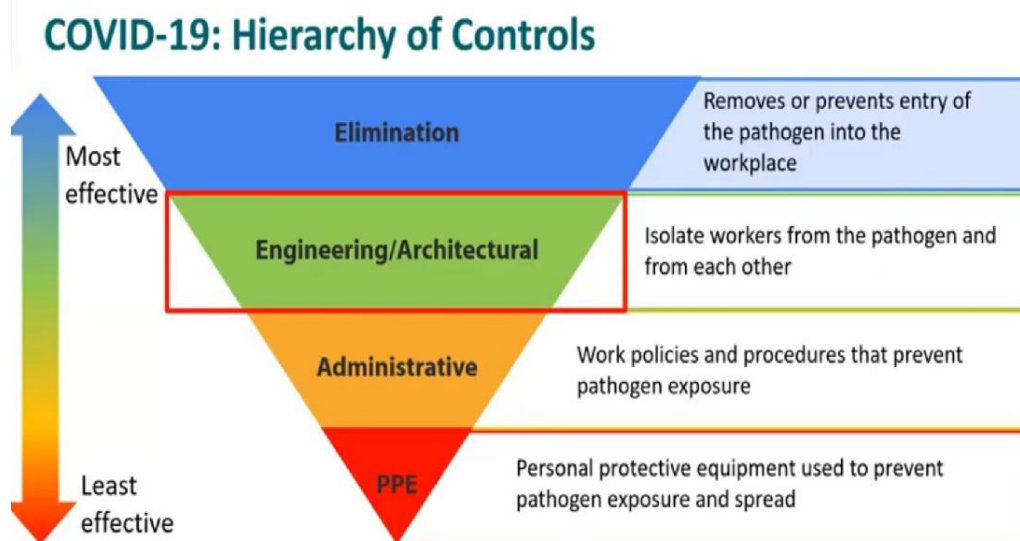 COVID-19: Hierarchy of Controls
Most
effective
Elimination
Removes or prevents entry of
the pathogen into the
workplace
Engineering/Architectural
Isolate workers from the pathogen and
from each other
Administrative
Work policies and procedures that prevent
pathogen exposure
PPE
Personal protective equipment used to prevent
pathogen exposure and spread
Least
effective